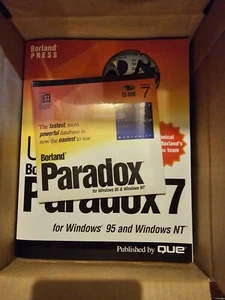 Borland
PRESS
CD-ROM 7
The fastest, most
powerful database is
now the easiest to use
Borland
Paradox
for Windows 95 & Windows NT
Paradox 7
for Windows 95 and Windows NT
Published by QUE